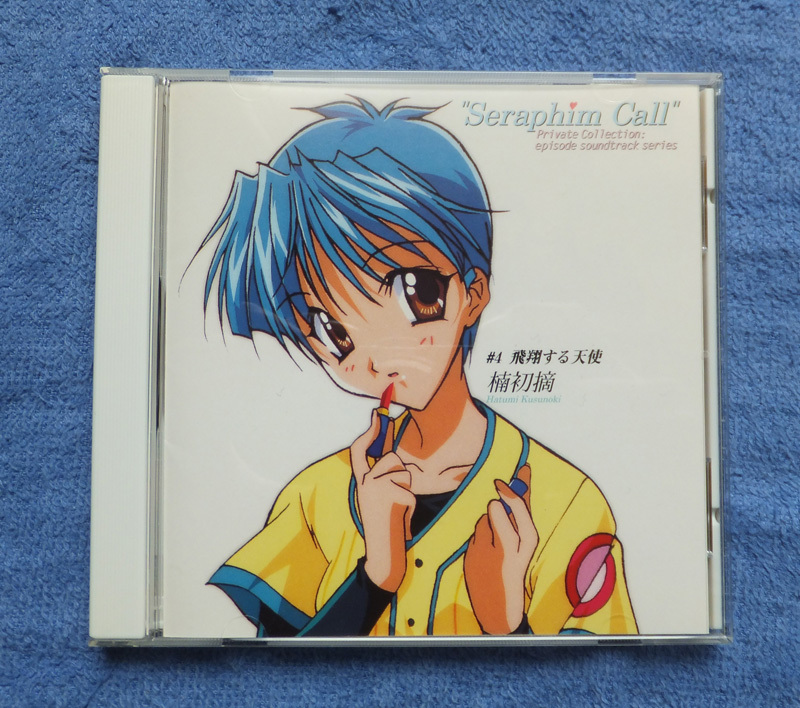 "Seraphim Call"
Private Collection:
episode soundtrack series
#4 飛翔する天使
楠初摘
Hatumi Kusunoki